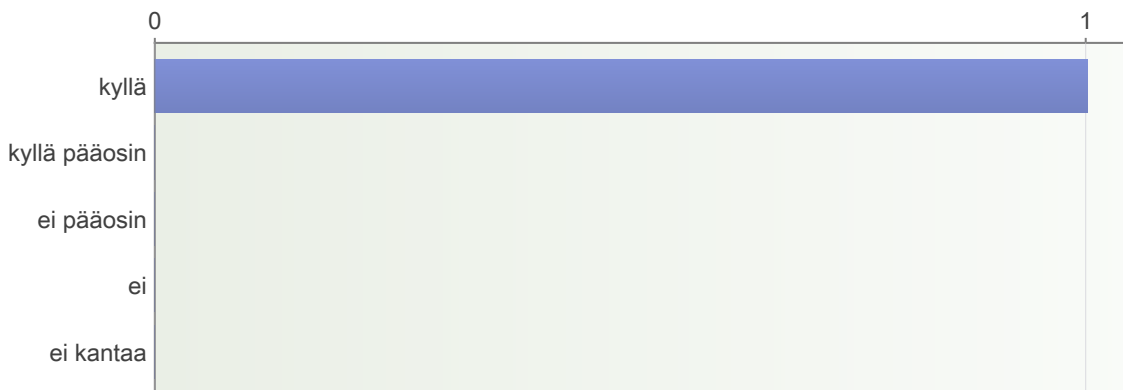 0 1
kyllä
kyllä pääosin
ei pääosin
ei
ei kantaa